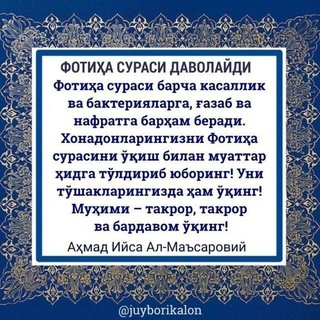 ФОТИҲА СУРАСИ ДАВОЛАЙДИ
Фотиҳа сураси барча касаллик
ва бактерияларга, ғазаб ва
нафратга барҳам беради.
Хонадонларингизни Фотиҳа
сурасини ўқиш билан муаттар
ҳидга тўлдириб юборинг! Уни
тўшакларингизда ҳам ўқинг!
Муҳими – такрор, такрор
ва бардавом ўқинг!
Аҳмад Ийса Ал-Маъсаровий
@juyborikalon